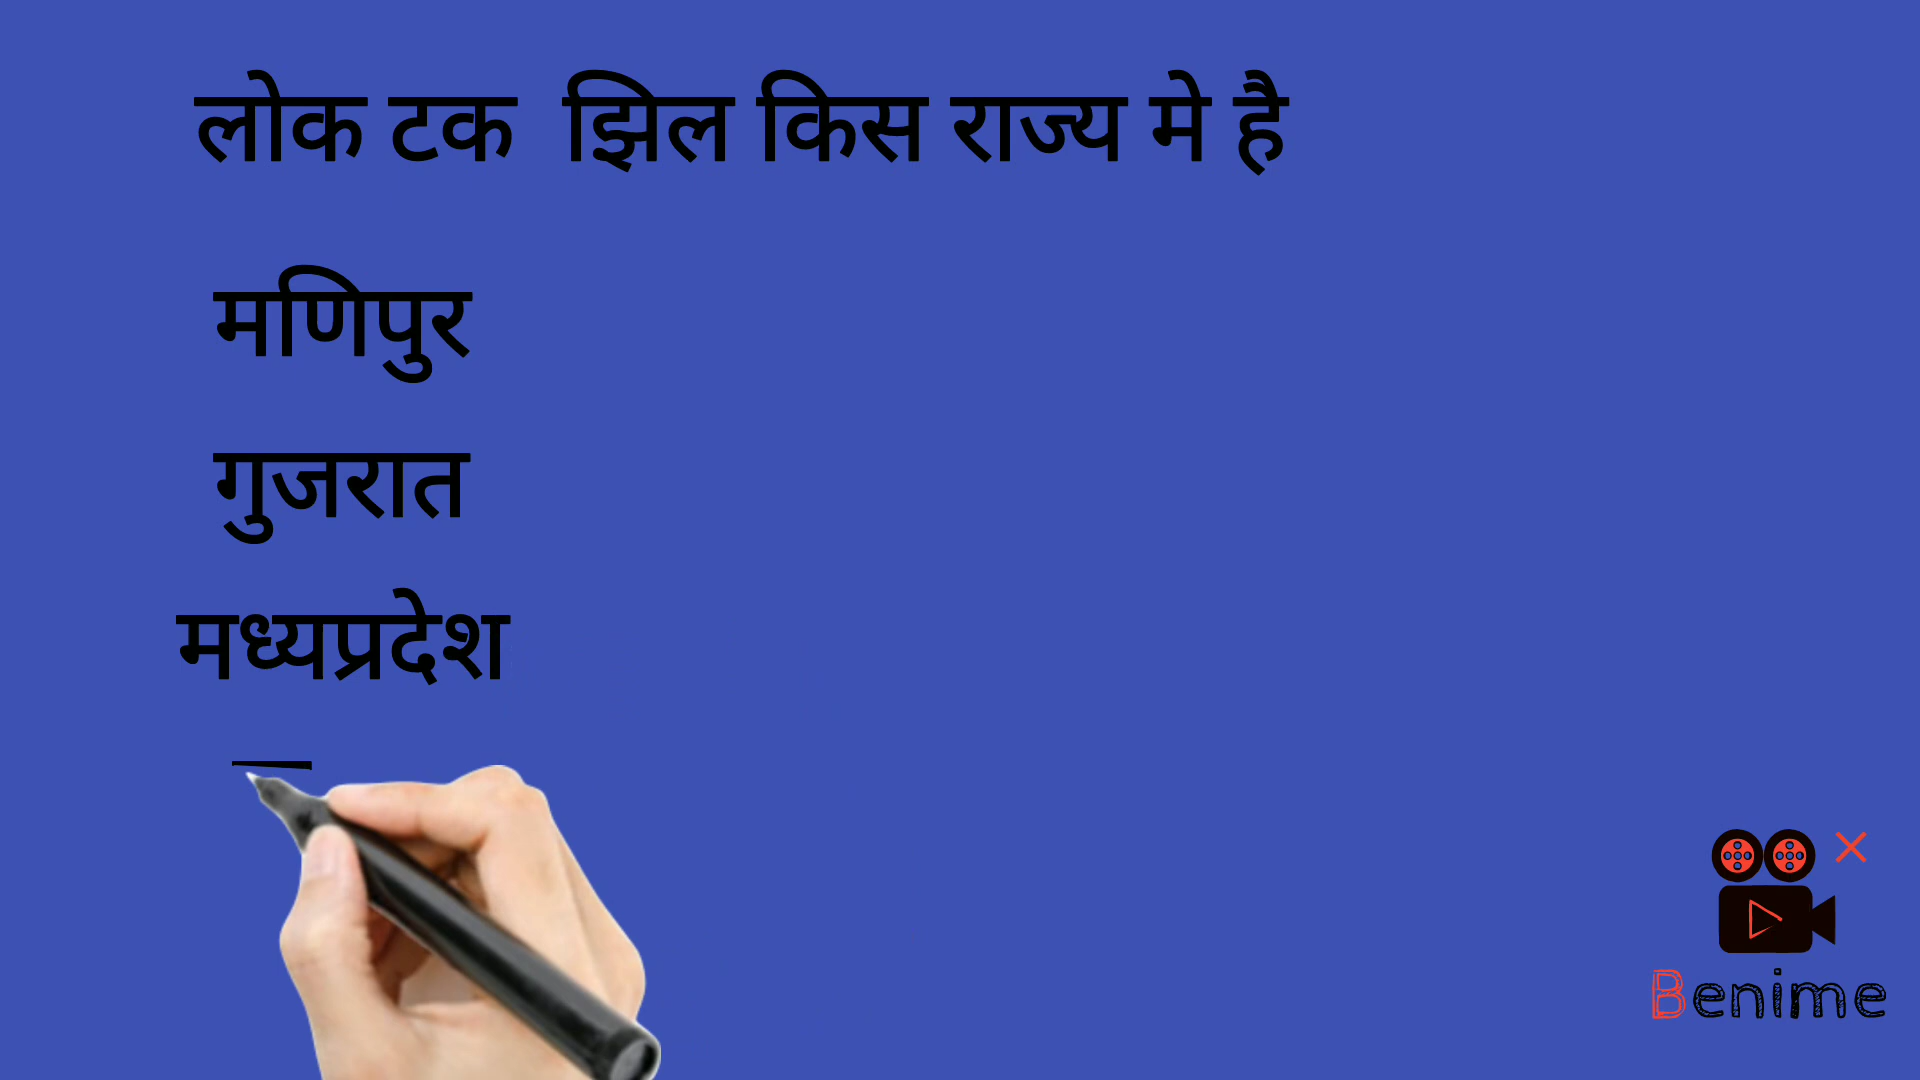 लोक टक झिल किस राज्य मे है
मणिपुर
गुजरात
मध्यप्रदेश
Benime